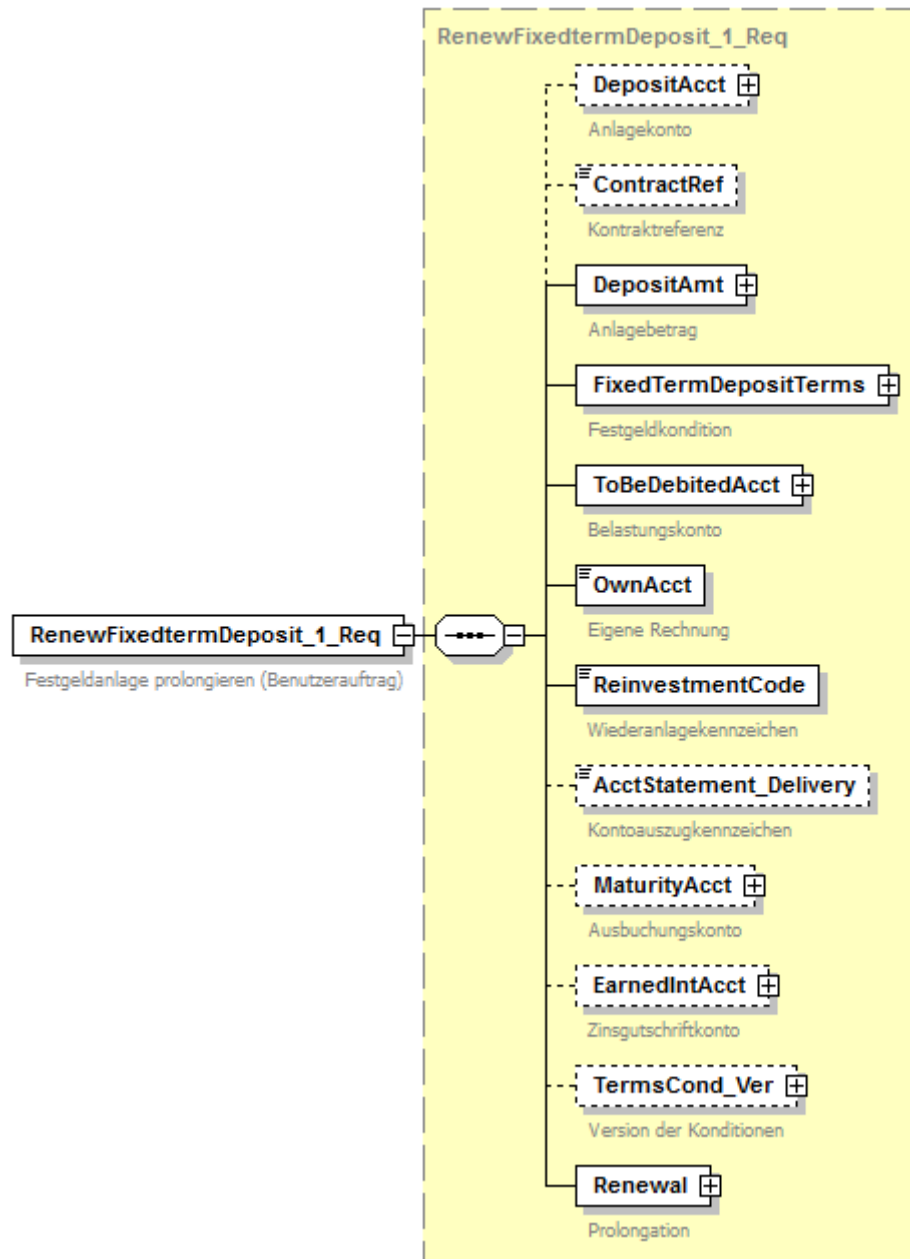 RenewFixedtermDeposit_1_Req
DepositAcct
Anlagekonto
ContractRef
Kontraktreferenz
DepositAmt
Anlagebetrag
FixedTermDepositTerms
Festgeldkondition
ToBeDebitedAcct
Belastungskonto
OwnAcct
Eigene Rechnung
RenewFixedtermDeposit_1_Req
Festgeldanlage prolongieren (Benutzerauftrag)
ReinvestmentCode
Wiederanlagekennzeichen
AcctStatement_Delivery
Kontoauszugkennzeichen
MaturityAcct
Ausbuchungskonto
EarnedIntAcct
Zinsgutschriftkonto
TermsCond_Ver
Version der Konditionen
Renewal
Prolongation